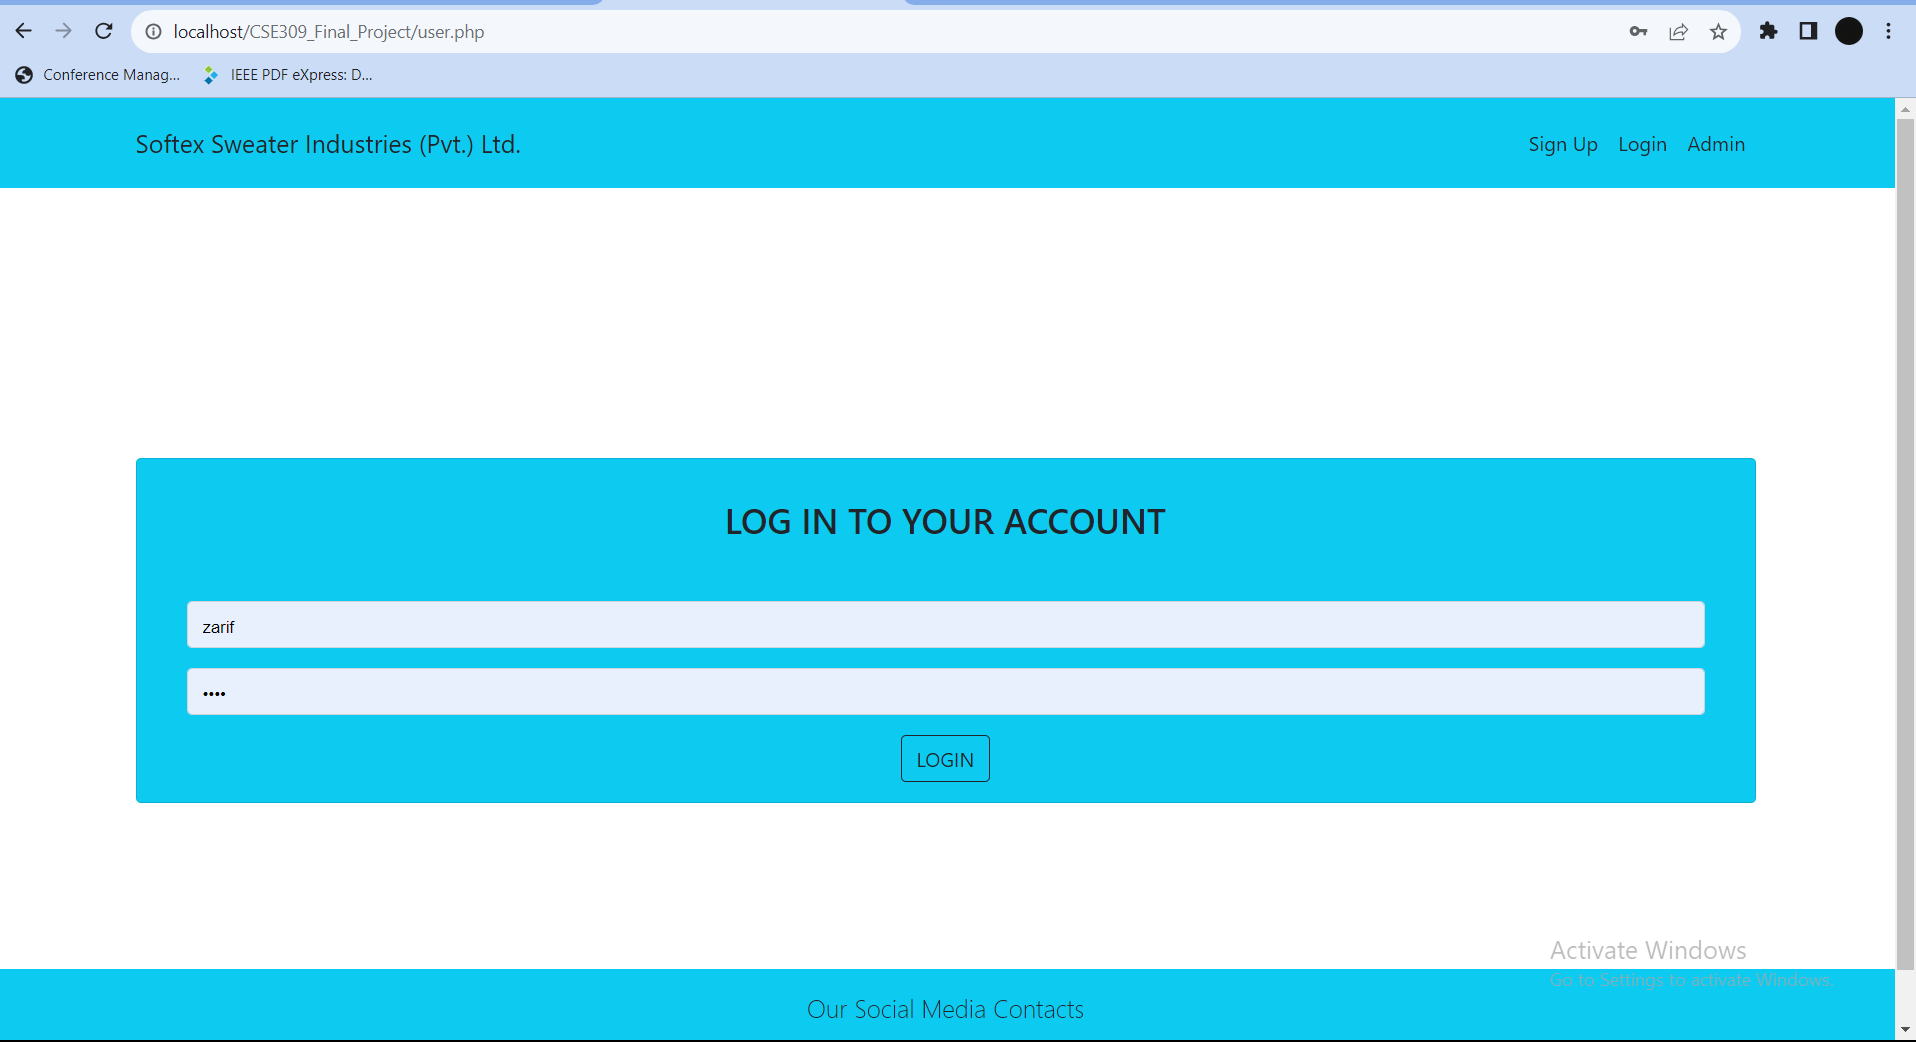 localhost/CSE309_Final_Project/user.php
Conference Manag... IEEE PDF eXpress: D...
Softex Sweater Industries (Pvt.) Ltd. Sign Up Login Admin
LOG IN TO YOUR ACCOUNT
zarif
••••
LOGIN
Activate Windows
Go to Settings to activate Windows.
Our Social Media Contacts